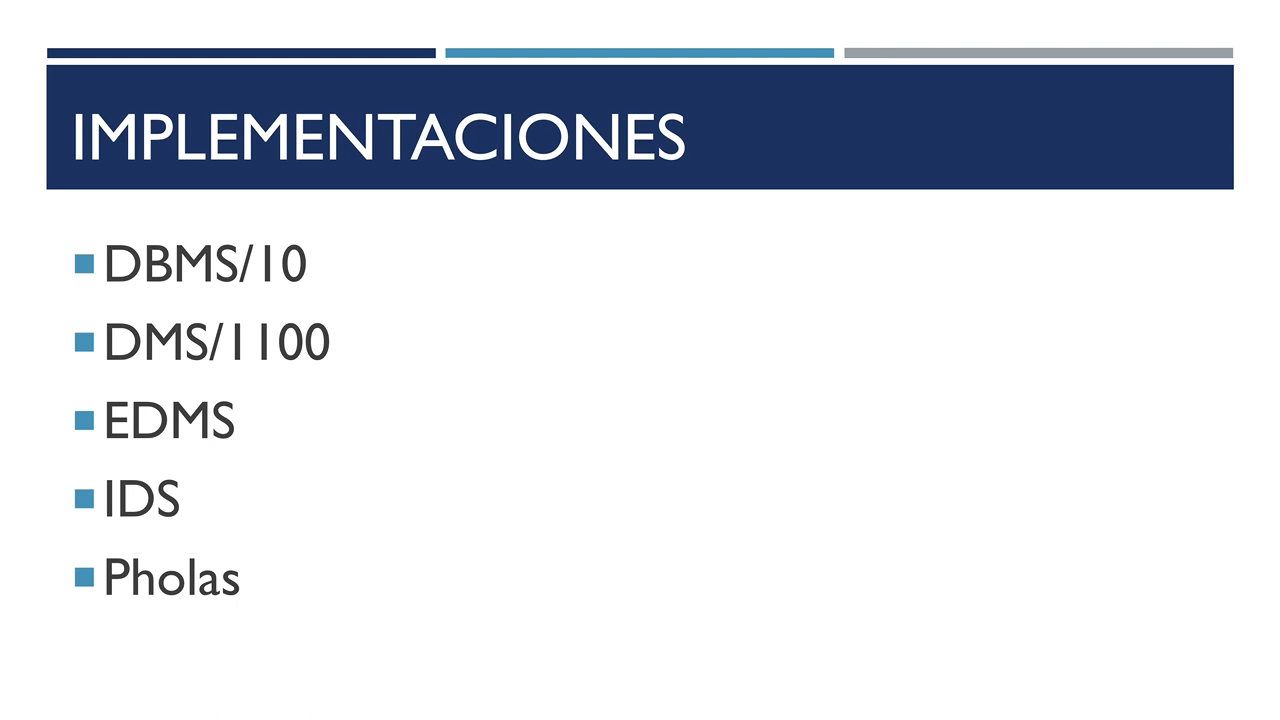 IMPLEMENTACIONES
DBMS/10
DMS/1100
EDMS
IDS
Pholas